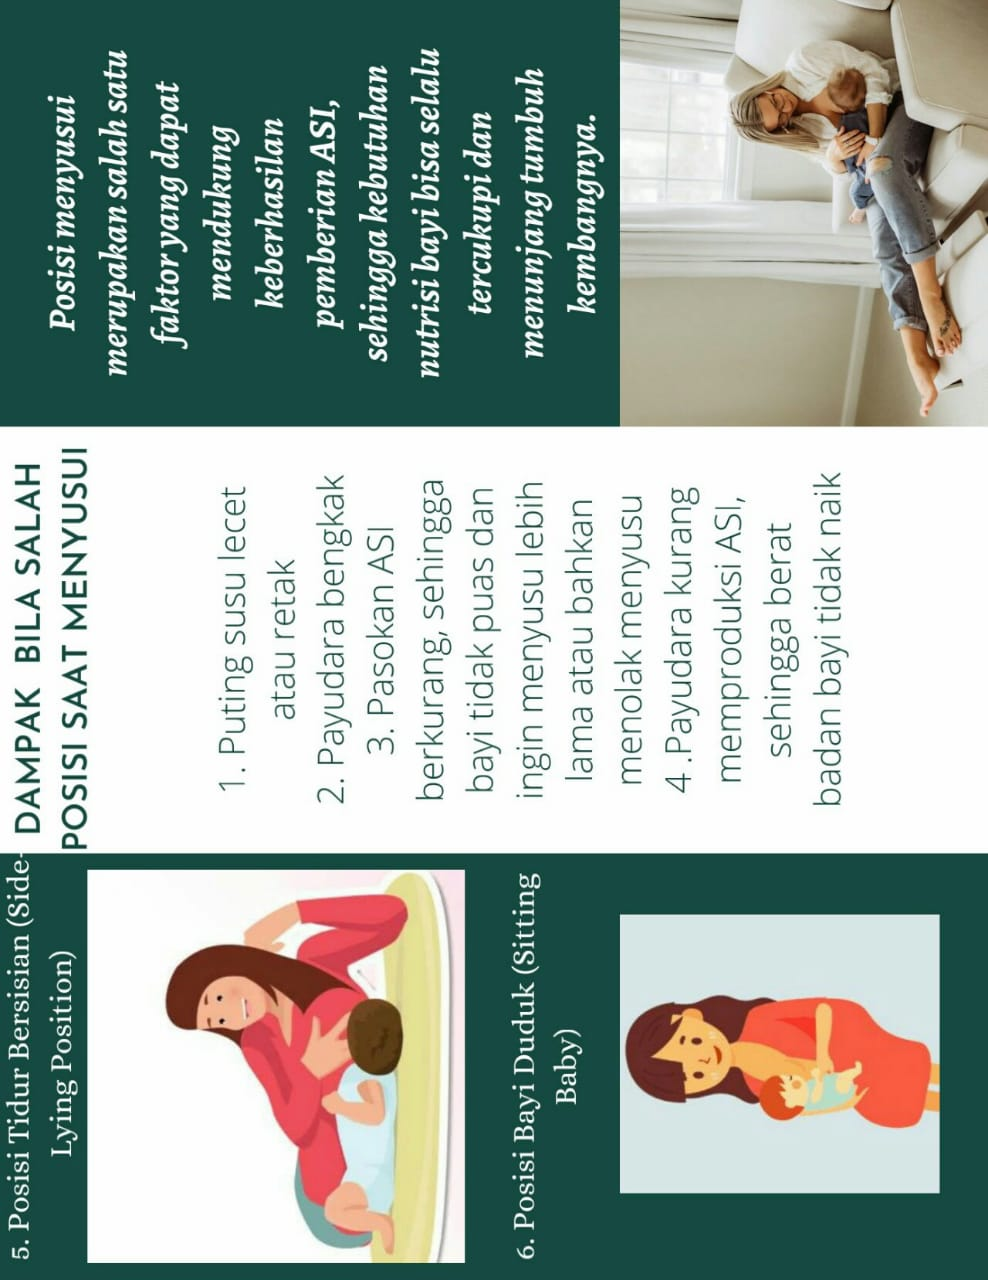 5. Posisi Tidur Bersisian (Side-
Lying Position)
6. Posisi Bayi Duduk (Sitting
Baby)
DAMPAK BILA SALAH
POSISI SAAT MENYUSUI
1. Puting susu lecet
atau retak
2. Payudara bengkak
3. Pasokan ASI
berkurang, sehingga
bayi tidak puas dan
ingin menyusu lebih
lama atau bahkan
menolak menyusu
4 .Payudara kurang
memproduksi ASI,
sehingga berat
badan bayi tidak naik
Posisi menyusui
merupakan salah satu
faktor yang dapat
mendukung
keberhasilan
pemberian ASI,
sehingga kebutuhan
nutrisi bayi bisa selalu
tercukupi dan
menunjang tumbuh
kembangnya.